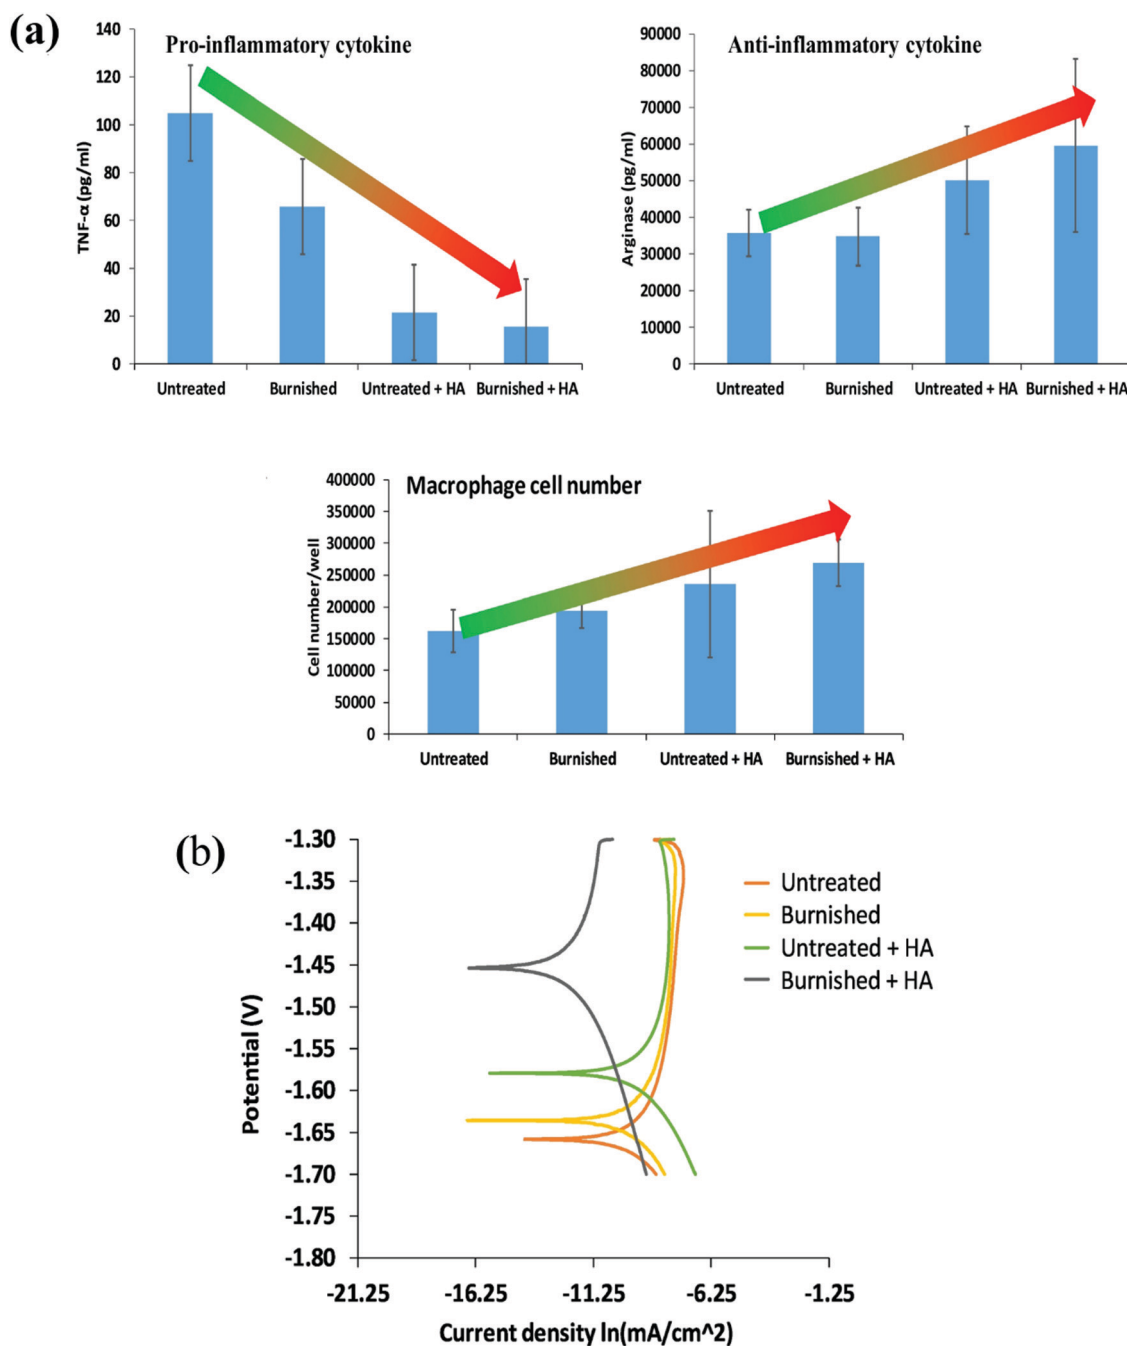 (a)
Pro-inflammatory cytokine
TNF-α (pg/ml)
140
120
100
80
60
40
20
0
Untreated
Burnished
Untreated + HA
Burnished + HA
Anti-inflammatory cytokine
Arginase (pg/ml)
90000
80000
70000
60000
50000
40000
30000
20000
10000
0
Untreated
Burnished
Untreated + HA
Burnished + HA
Macrophage cell number
Cell number/well
400000
350000
300000
250000
200000
150000
100000
50000
0
Untreated
Burnished
Untreated + HA
Burnsished + HA
(b)
Potential (V)
-1.30
-1.35
-1.40
-1.45
-1.50
-1.55
-1.60
-1.65
-1.70
-1.75
-1.80
Untreated
Burnished
Untreated + HA
Burnished + HA
-21.25
-16.25
-11.25
-6.25
-1.25
Current density ln(mA/cm^2)